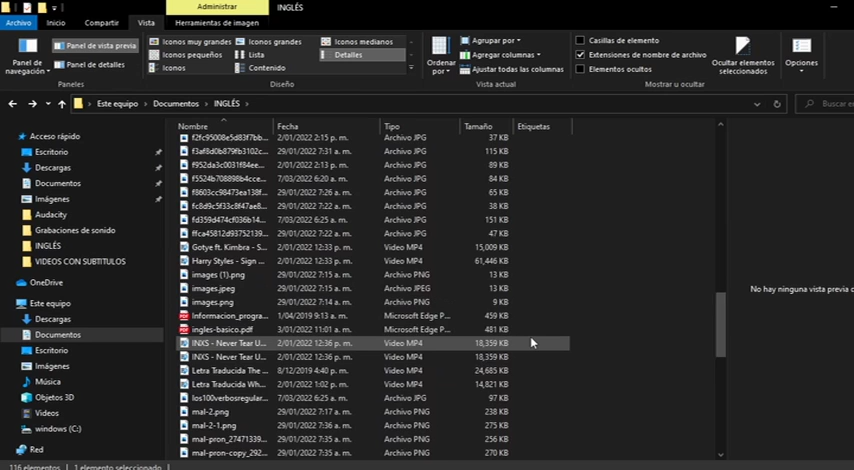 Administrar INGLÉS
Archivo Inicio Compartir Vista Herramientas de imagen
Panel de navegación Panel de vista previa Panel de detalles
Iconos muy grandes Iconos grandes Iconos medianos
Iconos pequeños Lista Detalles
Iconos Contenido
Ordenar por Agrupar por Agregar columnas Ajustar todas las columnas
Casillas de elemento
Extensiones de nombre de archivo
Elementos ocultos
Ocultar elementos seleccionados Opciones
Paneles Diseño Vista actual Mostrar u ocultar
Este equipo > Documentos > INGLÉS > Buscar en
Acceso rápido
Escritorio
Descargas
Documentos
Imágenes
Audacity
Grabaciones de sonido
INGLÉS
VIDEOS CON SUBTITULOS
OneDrive
Este equipo
Descargas
Documentos
Escritorio
Imágenes
Música
Objetos 3D
Videos
windows (C:)
Red
Nombre Fecha Tipo Tamaño Etiquetas
f2fc95008e5d83f7bb... 2/01/2022 2:15 p. m. Archivo JPG 37 KB
f3af8d0b879fb3102c... 29/01/2022 7:31 a. m. Archivo JPG 115 KB
f952da3c0031f84ee... 2/01/2022 2:13 p. m. Archivo JPG 89 KB
f5524b708898b4cce... 7/03/2022 6:20 a. m. Archivo JPG 84 KB
f8603cc98473ea138f... 29/01/2022 7:26 a. m. Archivo JPG 65 KB
fc8d9c5f33c8f47ae8... 29/01/2022 7:22 a. m. Archivo JPG 38 KB
fd359d474cf036b14... 7/03/2022 6:25 a. m. Archivo JPG 151 KB
ffca45812d93752139... 29/01/2022 7:22 a. m. Archivo JPG 47 KB
Gotye ft. Kimbra - S... 2/01/2022 12:33 p. m. Video MP4 15,009 KB
Harry Styles - Sign ... 2/01/2022 12:33 p. m. Video MP4 61,446 KB
images (1).png 29/01/2022 7:15 a. m. Archivo PNG 13 KB
images.jpeg 29/01/2022 7:15 a. m. Archivo JPEG 13 KB
images.png 29/01/2022 7:14 a. m. Archivo PNG 9 KB
Informacion_progra... 1/04/2019 9:13 a. m. Microsoft Edge P... 459 KB
ingles-basico.pdf 3/01/2022 11:01 a. m. Microsoft Edge P... 481 KB
INXS - Never Tear U... 2/01/2022 12:36 p. m. Video MP4 18,359 KB
INXS - Never Tear U... 2/01/2022 12:36 p. m. Video MP4 18,359 KB
Letra Traducida The ... 8/12/2019 4:40 p. m. Video MP4 24,685 KB
Letra Traducida Wh... 2/01/2022 1:02 p. m. Video MP4 14,821 KB
los100verbosregular... 7/03/2022 6:25 a. m. Archivo JPG 97 KB
mal-2.png 29/01/2022 7:17 a. m. Archivo PNG 238 KB
mal-2-1.png 29/01/2022 7:36 a. m. Archivo PNG 275 KB
mal-pron_27471339... 29/01/2022 7:35 a. m. Archivo PNG 256 KB
mal-pron-copy_292... 29/01/2022 7:35 a. m. Archivo PNG 270 KB
No hay ninguna vista previa
116 elementos 1 elemento seleccionado